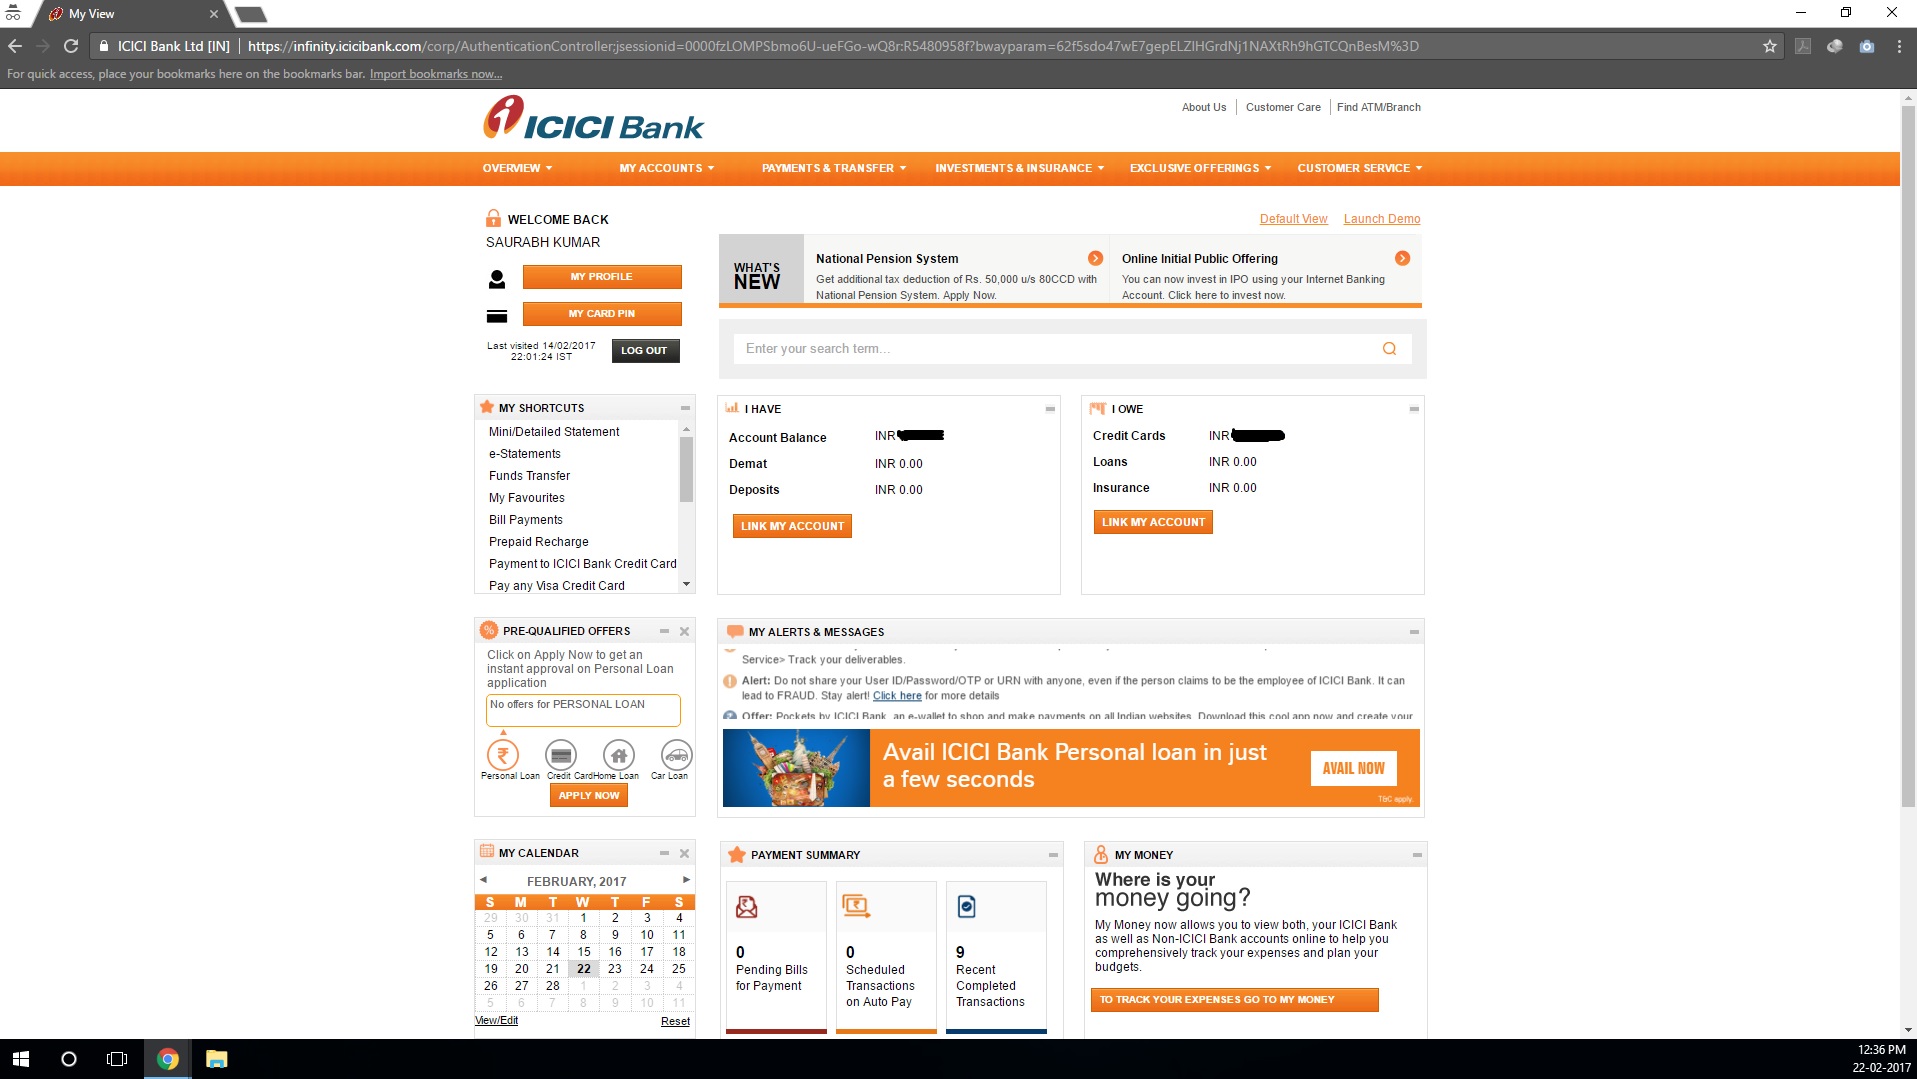 My View
ICICI Bank Ltd [IN] | https://infinity.icicibank.com/corp/AuthenticationController;jsessionid=0000fzLOMPSbmo6U-ueFGo-wQ8r:R5480958f?bwayparam=62f5sdo47wE7gepELZIHGrdNj1NAXtRh9hGTCQnBesM%3D
For quick access, place your bookmarks here on the bookmarks bar. Import bookmarks now...
ICICI Bank
About Us
Customer Care
Find ATM/Branch
OVERVIEW
MY ACCOUNTS
PAYMENTS & TRANSFER
INVESTMENTS & INSURANCE
EXCLUSIVE OFFERINGS
CUSTOMER SERVICE
WELCOME BACK
SAURABH KUMAR
MY PROFILE
MY CARD PIN
Last visited 14/02/2017
22:01:24 IST
LOG OUT
Default View
Launch Demo
WHAT'S
NEW
National Pension System
Get additional tax deduction of Rs. 50,000 u/s 80CCD with
National Pension System. Apply Now.
Online Initial Public Offering
You can now invest in IPO using your Internet Banking
Account. Click here to invest now.
Enter your search term...
MY SHORTCUTS
Mini/Detailed Statement
e-Statements
Funds Transfer
My Favourites
Bill Payments
Prepaid Recharge
Payment to ICICI Bank Credit Card
Pay any Visa Credit Card
I HAVE
Account Balance INR
Demat INR 0.00
Deposits INR 0.00
LINK MY ACCOUNT
I OWE
Credit Cards INR
Loans INR 0.00
Insurance INR 0.00
LINK MY ACCOUNT
% PRE-QUALIFIED OFFERS
Click on Apply Now to get an
instant approval on Personal Loan
application
No offers for PERSONAL LOAN
₹
Personal Loan Credit Card Home Loan Car Loan
APPLY NOW
MY ALERTS & MESSAGES
Service> Track your deliverables.
Alert: Do not share your User ID/Password/OTP or URN with anyone, even if the person claims to be the employee of ICICI Bank. It can
lead to FRAUD. Stay alert! Click here for more details
Offer: Pockets by ICICI Bank, an e-wallet to shop and make payments on all Indian websites. Download this cool app now and create your
Avail ICICI Bank Personal loan in just
a few seconds
AVAIL NOW
T&C apply.
MY CALENDAR
FEBRUARY, 2017
S M T W T F S
29 30 31 1 2 3 4
5 6 7 8 9 10 11
12 13 14 15 16 17 18
19 20 21 22 23 24 25
26 27 28 1 2 3 4
5 6 7 8 9 10 11
View/Edit
Reset
PAYMENT SUMMARY
0
Pending Bills
for Payment
0
Scheduled
Transactions
on Auto Pay
9
Recent
Completed
Transactions
MY MONEY
Where is your
money going?
My Money now allows you to view both, your ICICI Bank
as well as Non-ICICI Bank accounts online to help you
comprehensively track your expenses and plan your
budgets.
TO TRACK YOUR EXPENSES GO TO MY MONEY
12:36 PM
22-02-2017